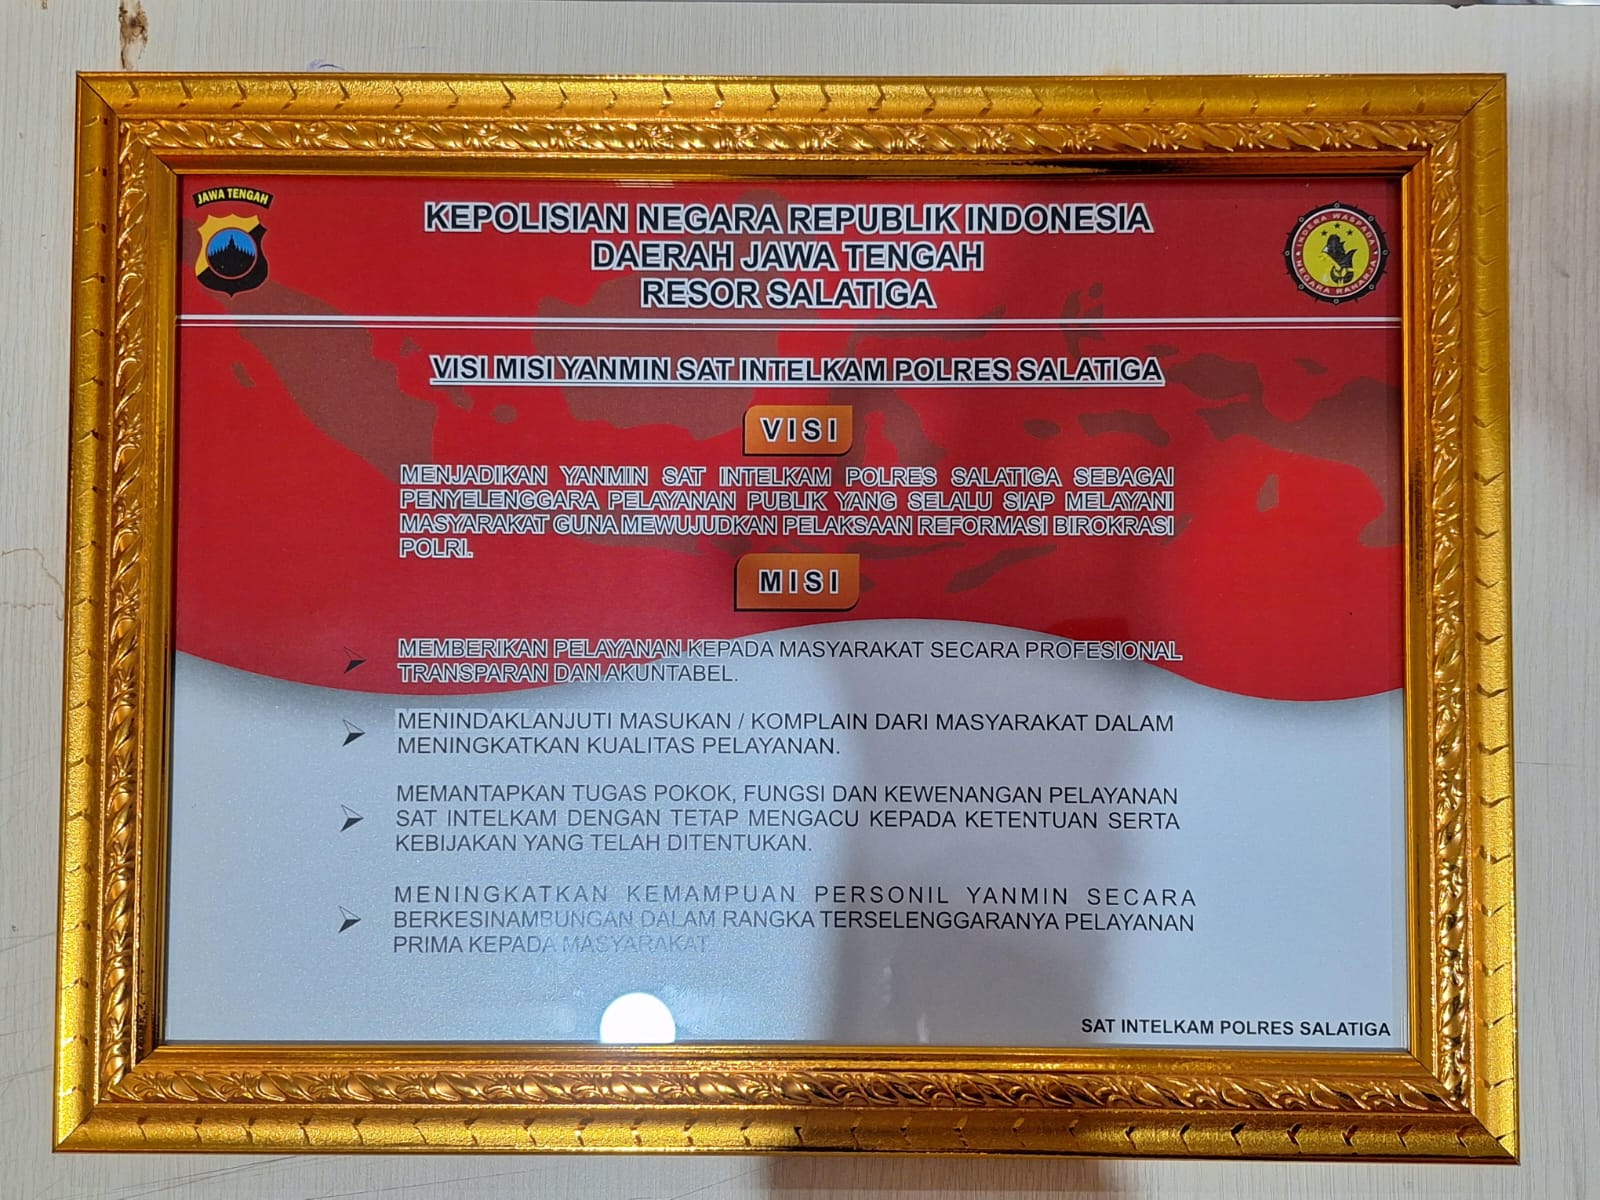 JAWA TENGAH
KEPOLISIAN NEGARA REPUBLIK INDONESIA
DAERAH JAWA TENGAH
RESOR SALATIGA
INDERA WASPADA
NEGARA RAHARJA
VISI MISI YANMIN SAT INTELKAM POLRES SALATIGA
VISI
MENJADIKAN YANMIN SAT INTELKAM POLRES SALATIGA SEBAGAI
PENYELENGGARA PELAYANAN PUBLIK YANG SELALU SIAP MELAYANI
MASYARAKAT GUNA MEWUJUDKAN PELAKSAAN REFORMASI BIROKRASI
POLRI.
MISI
MEMBERIKAN PELAYANAN KEPADA MASYARAKAT SECARA PROFESIONAL
TRANSPARAN DAN AKUNTABEL.
MENINDAKLANJUTI MASUKAN / KOMPLAIN DARI MASYARAKAT DALAM
MENINGKATKAN KUALITAS PELAYANAN.
MEMANTAPKAN TUGAS POKOK, FUNGSI DAN KEWENANGAN PELAYANAN
SAT INTELKAM DENGAN TETAP MENGACU KEPADA KETENTUAN SERTA
KEBIJAKAN YANG TELAH DITENTUKAN.
MENINGKATKAN KEMAMPUAN PERSONIL YANMIN SECARA
BERKESINAMBUNGAN DALAM RANGKA TERSELENGGARANYA PELAYANAN
PRIMA KEPADA MASYARAKAT
SAT INTELKAM POLRES SALATIGA